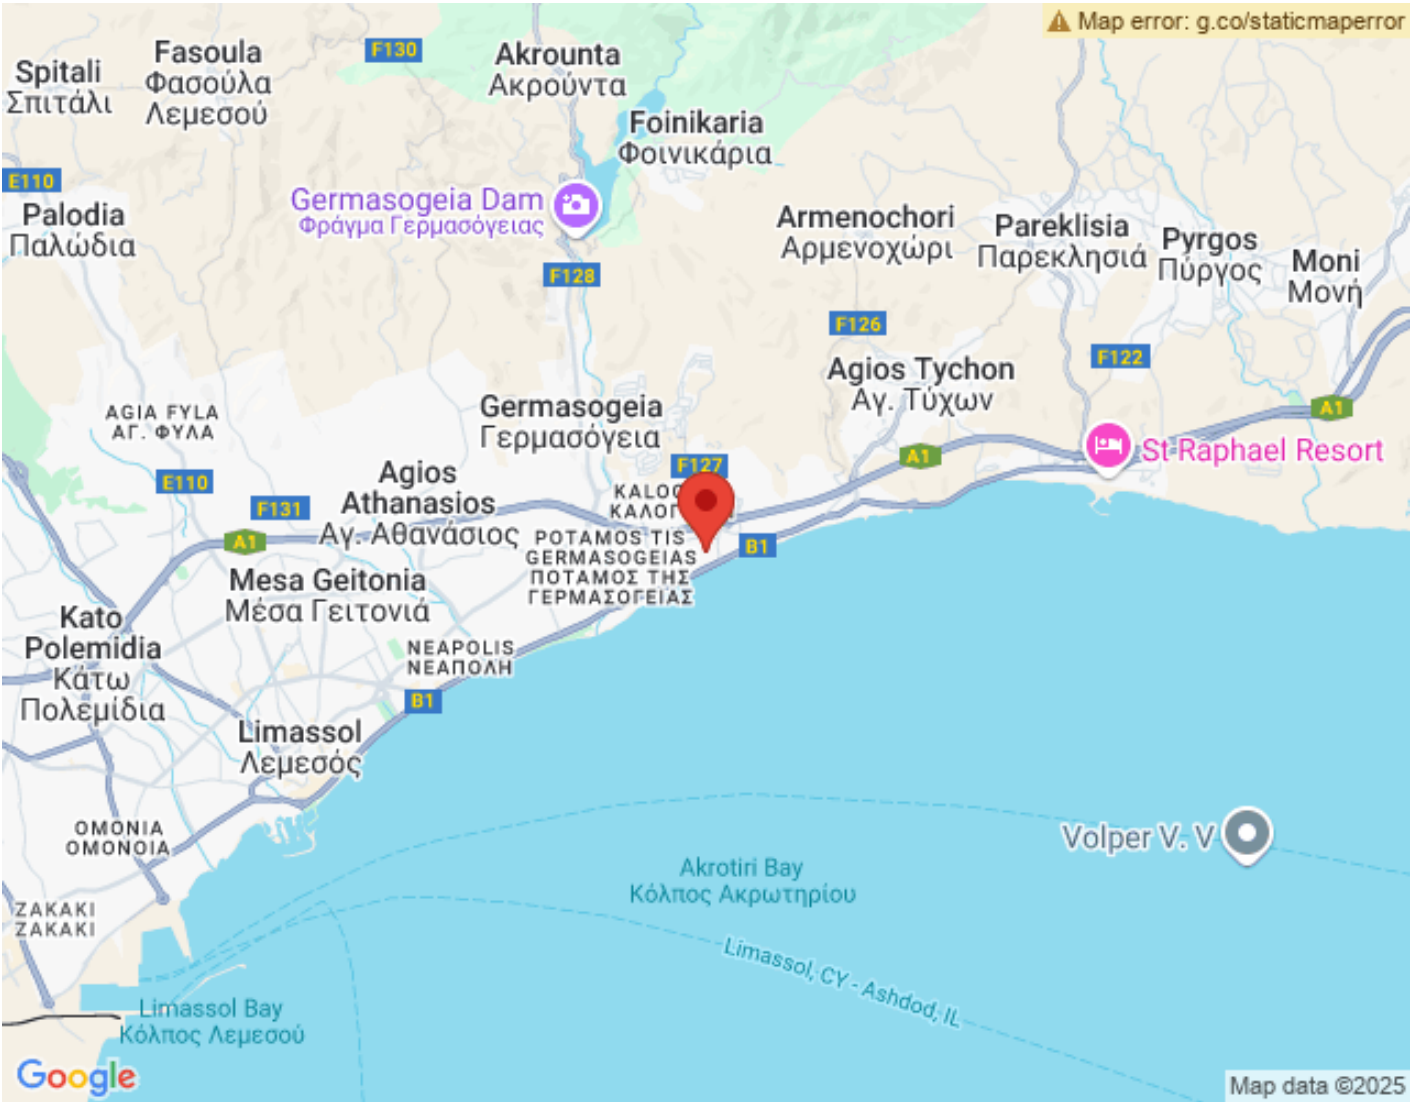 Map error: g.co/staticmaperror
Fasoula
Φασούλα
Λεμεσού
F130
Akrounta
Ακρούντα
Spitali
Σπιτάλι
Foinikaria
Φοινικάρια
E110
Palodia
Παλώδια
Germasogeia Dam
Φράγμα Γερμασόγειας
Armenochori
Αρμενοχώρι
Pareklisia
Παρεκλησιά
Pyrgos
Πύργος
Moni
Μονή
F128
F126
F122
Agios Tychon
Αγ. Τύχων
AGIA FYLA
ΑΓ. ΦΥΛΑ
Germasogeia
Γερμασόγεια
A1
St Raphael Resort
A1
F127
E110
Agios
Athanasios
Αγ. Αθανάσιος
F131
A1
POTAMOS TIS
GERMASOGEIAS
ΠΟΤΑΜΟΣ ΤΗΣ
ΓΕΡΜΑΣΟΓΕΙΑΣ
B1
Mesa Geitonia
Μέσα Γειτονιά
Kato
Polemidia
Κάτω
Πολεμίδια
NEAPOLIS
ΝΕΑΠΟΛΗ
B1
Limassol
Λεμεσός
OMONIA
ΟΜΟΝΟΙΑ
Volper V. V
Akrotiri Bay
Κόλπος Ακρωτηρίου
ZAKAKI
ΖΑΚΑΚΙ
Limassol, CY - Ashdod, IL
Limassol Bay
Κόλπος Λεμεσού
Google
Map data ©2025